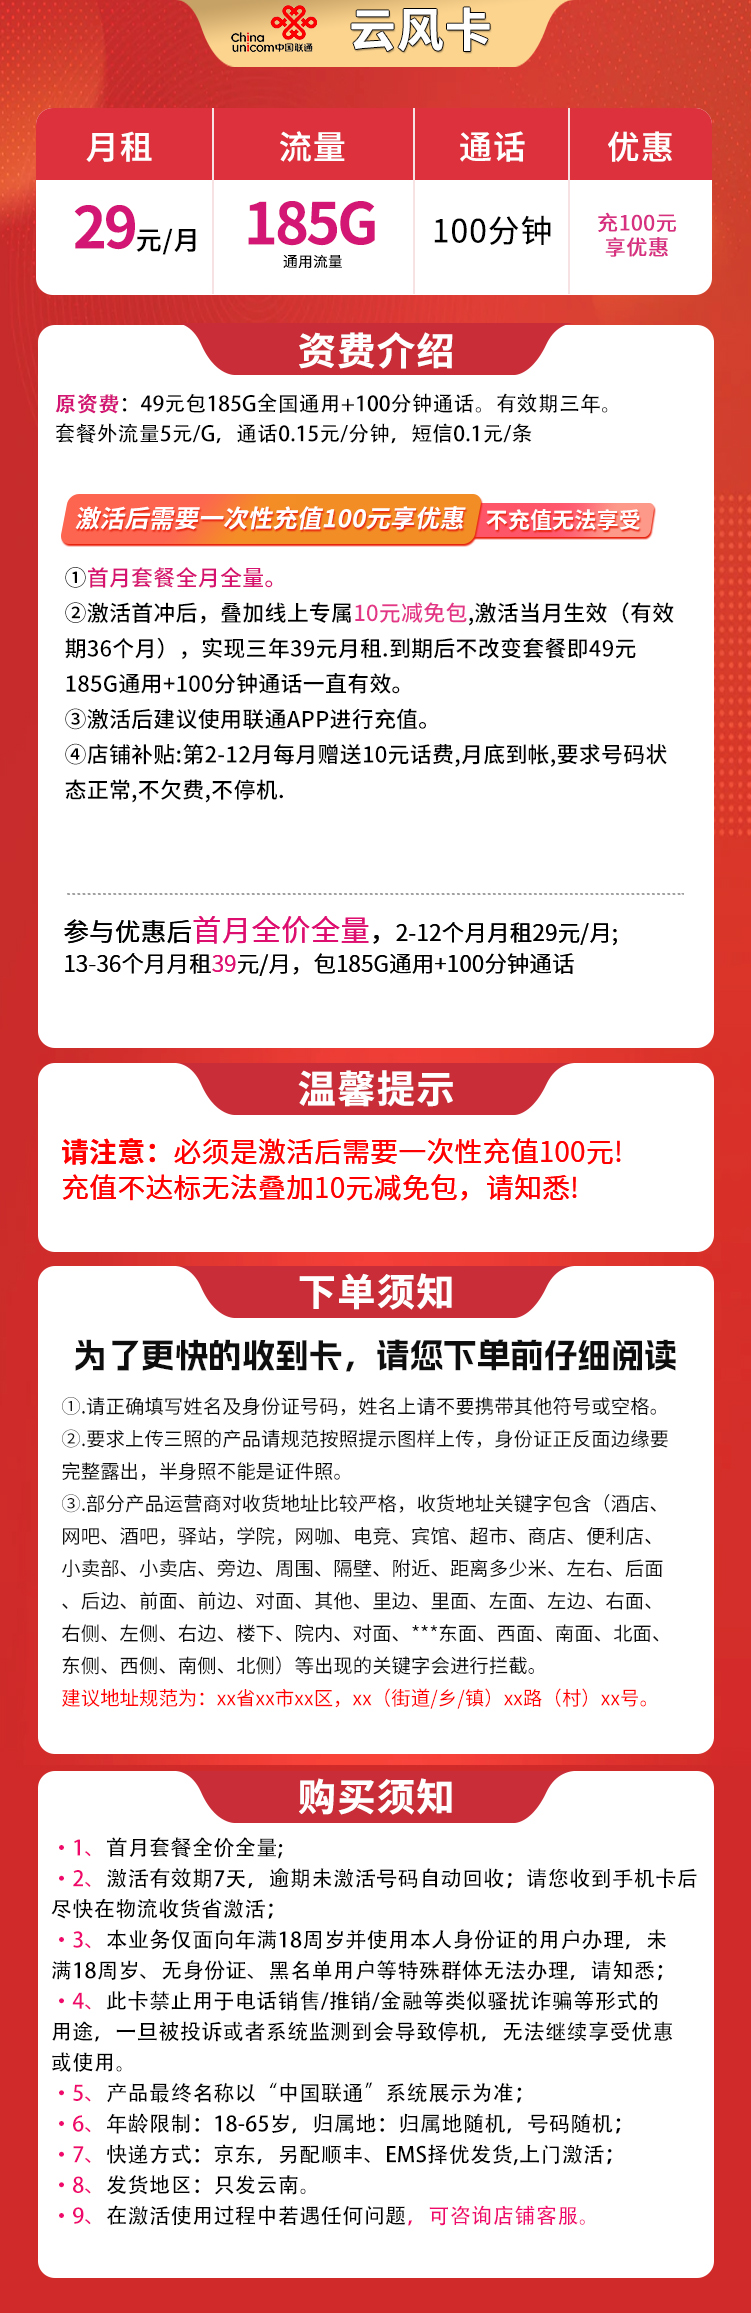 China
unicom中国联通
云风卡
月租
流量
通话
优惠
29元/月
185G
通用流量
100分钟
充100元
享优惠
资费介绍
原资费：49元包185G全国通用+100分钟通话。有效期三年。
套餐外流量5元/G，通话0.15元/分钟，短信0.1元/条
激活后需要一次性充值100元享优惠 不充值无法享受
①首月套餐全月全量。
②激活首冲后，叠加线上专属10元减免包,激活当月生效（有效
期36个月），实现三年39元月租.到期后不改变套餐即49元
185G通用+100分钟通话一直有效。
③激活后建议使用联通APP进行充值。
④店铺补贴:第2-12月每月赠送10元话费,月底到帐,要求号码状
态正常,不欠费,不停机.
参与优惠后首月全价全量，2-12个月月租29元/月;
13-36个月月租39元/月，包185G通用+100分钟通话
温馨提示
请注意：必须是激活后需要一次性充值100元!
充值不达标无法叠加10元减免包，请知悉!
下单须知
为了更快的收到卡，请您下单前仔细阅读
①.请正确填写姓名及身份证号码，姓名上请不要携带其他符号或空格。
②.要求上传三照的产品请规范按照提示图样上传，身份证正反面边缘要
完整露出，半身照不能是证件照。
③.部分产品运营商对收货地址比较严格，收货地址关键字包含（酒店、
网吧、酒吧，驿站，学院，网咖、电竞、宾馆、超市、商店、便利店、
小卖部、小卖店、旁边、周围、隔壁、附近、距离多少米、左右、后面
、后边、前面、前边、对面、其他、里边、里面、左面、左边、右面、
右侧、左侧、右边、楼下、院内、对面、***东面、西面、南面、北面、
东侧、西侧、南侧、北侧）等出现的关键字会进行拦截。
建议地址规范为：xx省xx市xx区，xx（街道/乡/镇）xx路（村）xx号。
购买须知
·1、首月套餐全价全量;
·2、激活有效期7天，逾期未激活号码自动回收；请您收到手机卡后
尽快在物流收货省激活；
·3、本业务仅面向年满18周岁并使用本人身份证的用户办理，未
满18周岁、无身份证、黑名单用户等特殊群体无法办理，请知悉；
·4、此卡禁止用于电话销售/推销/金融等类似骚扰诈骗等形式的
用途，一旦被投诉或者系统监测到会导致停机，无法继续享受优惠
或使用。
·5、产品最终名称以“中国联通”系统展示为准；
·6、年龄限制：18-65岁，归属地：归属地随机，号码随机；
·7、快递方式：京东，另配顺丰、EMS择优发货,上门激活；
·8、发货地区：只发云南。
·9、在激活使用过程中若遇任何问题，可咨询店铺客服。